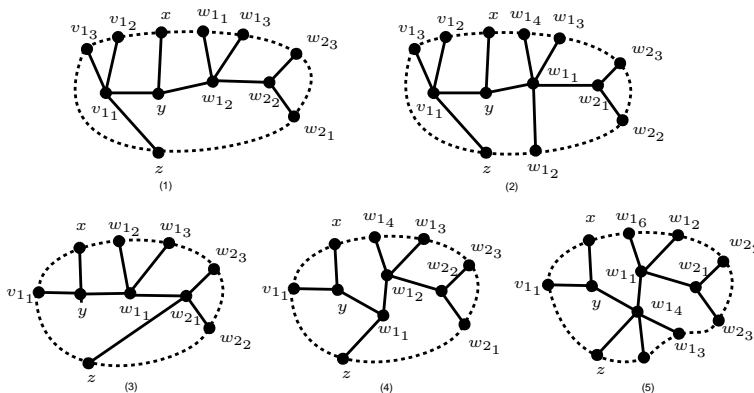 v₁₃ v₁₂ x w₁₁ w₁₃ w₂₃
v₁₁ y w₁₂ w₂₂ w₂₁
z
(1)
v₁₃ v₁₂ x w₁₄ w₁₃ w₂₃
v₁₁ y w₁₁ w₂₁ w₂₂
z w₁₂
(2)
x w₁₂ w₁₃ w₂₃
v₁₁ y w₁₁ w₂₁ w₂₂
z
(3)
x w₁₄ w₁₃ w₂₃
v₁₁ y w₁₂ w₂₂
w₁₁ w₂₁
z
(4)
x w₁₆ w₁₂
v₁₁ w₁₁ w₂₁
y w₁₄ w₂₃
w₁₃
z
(5)